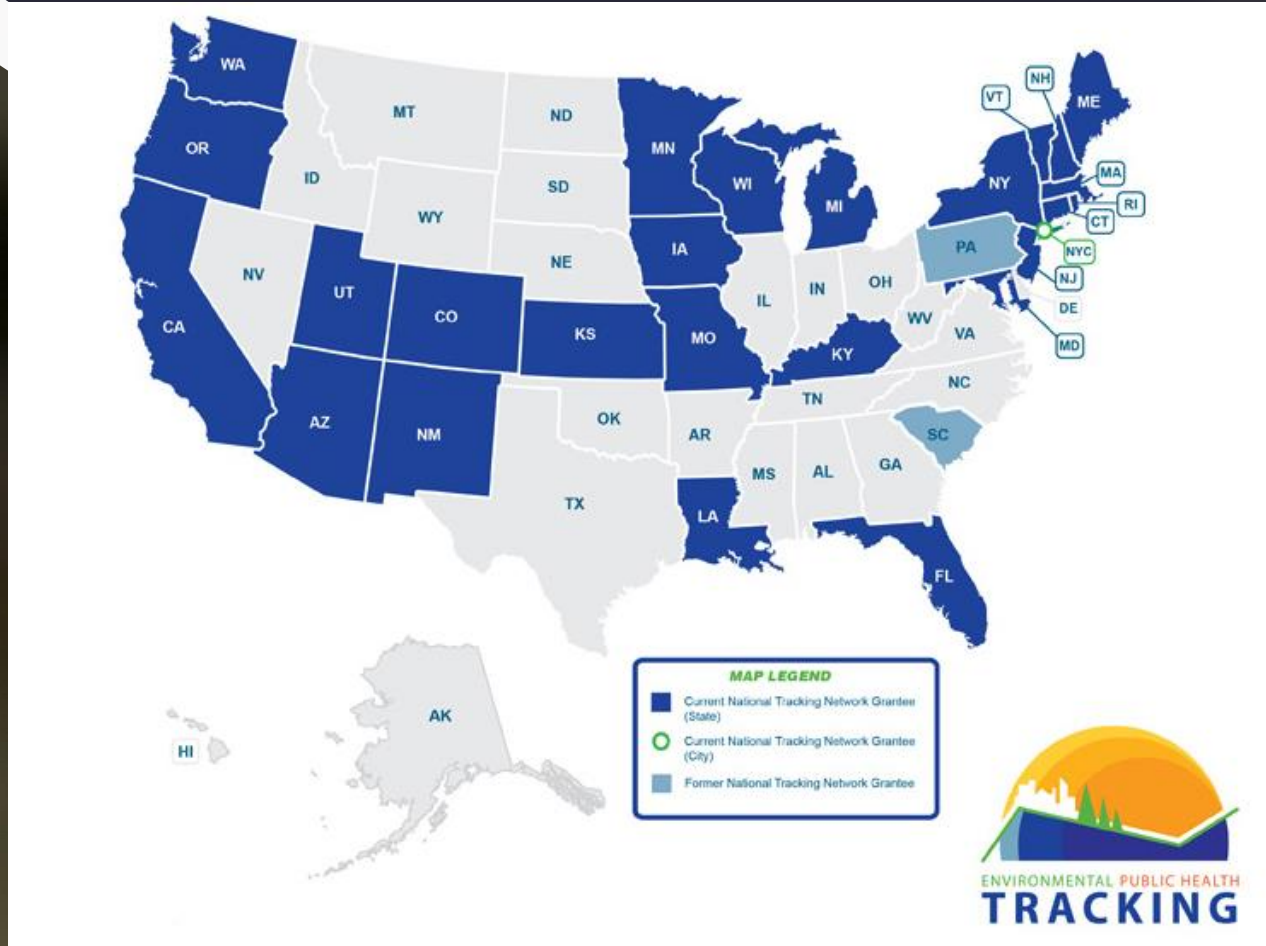 WA
MT
ND
MN
OR
ID
SD
WI
MI
NY
VT
NH
ME
MA
RI
CT
NYC
NJ
DE
MD
WY
NE
IA
PA
NV
UT
CO
KS
MO
IL
IN
OH
WV
VA
KY
CA
AZ
NM
OK
AR
TN
NC
SC
TX
LA
MS
AL
GA
FL
AK
HI
MAP LEGEND
Current National Tracking Network Grantee
(State)
Current National Tracking Network Grantee
(City)
Former National Tracking Network Grantee
ENVIRONMENTAL PUBLIC HEALTH
TRACKING